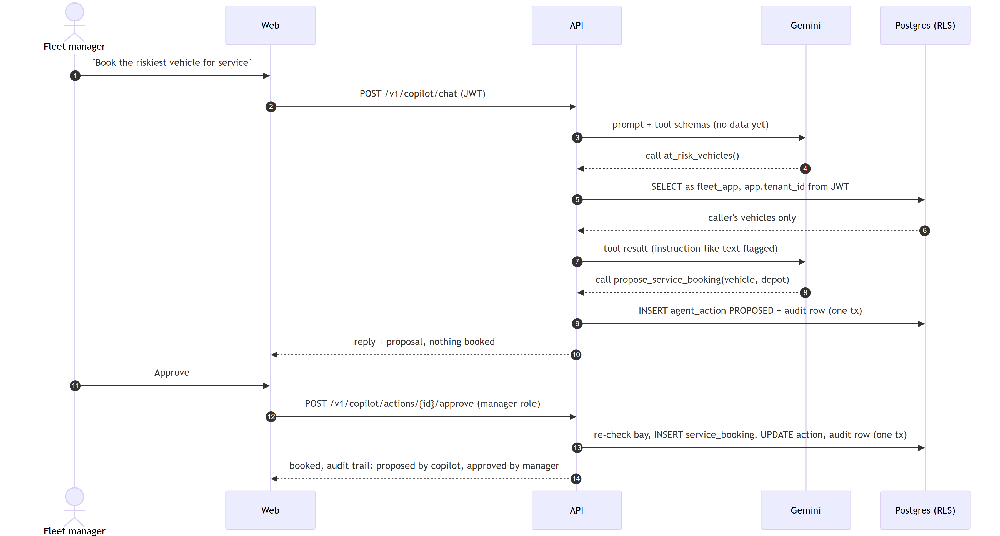 Fleet manager
Web
API
Gemini
Postgres (RLS)
"Book the riskiest vehicle for service"
1
POST /v1/copilot/chat (JWT)
2
prompt + tool schemas (no data yet)
3
call at_risk_vehicles()
4
SELECT as fleet_app, app.tenant_id from JWT
5
caller's vehicles only
6
tool result (instruction-like text flagged)
7
call propose_service_booking(vehicle, depot)
8
INSERT agent_action PROPOSED + audit row (one tx)
9
reply + proposal, nothing booked
10
Approve
11
POST /v1/copilot/actions/{id}/approve (manager role)
12
re-check bay, INSERT service_booking, UPDATE action, audit row (one tx)
13
booked, audit trail: proposed by copilot, approved by manager
14
Fleet manager
Web
API
Gemini
Postgres (RLS)